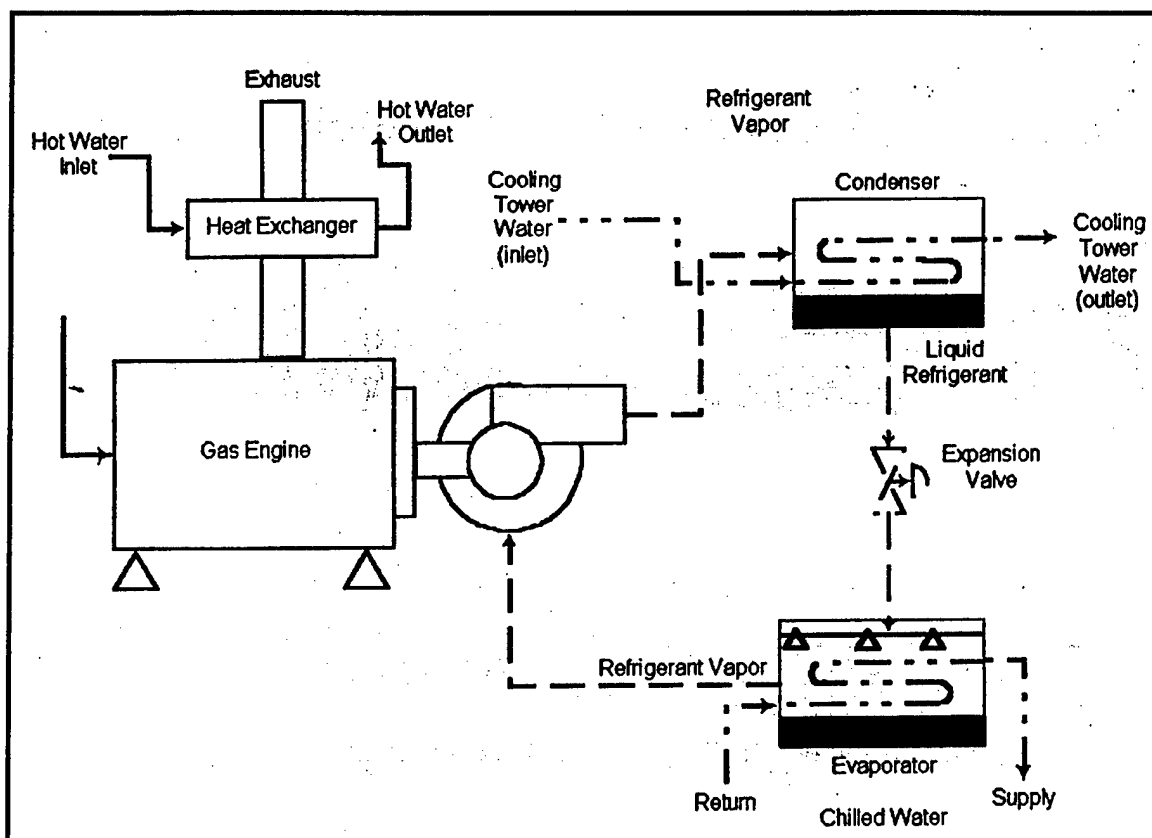 Exhaust
Hot Water
Inlet
Hot Water
Outlet
Heat Exchanger
Refrigerant
Vapor
Cooling
Tower
Water
(inlet)
Condenser
Cooling
Tower
Water
(outlet)
Liquid
Refrigerant
Gas Engine
Expansion
Valve
Refrigerant Vapor
Evaporator
Return
Chilled Water
Supply